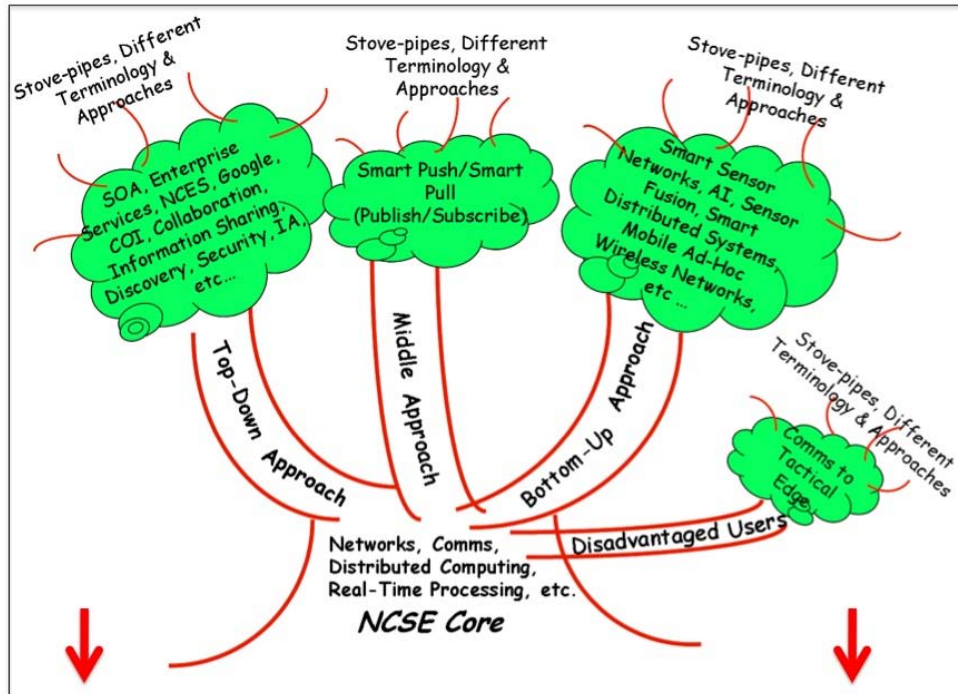 Stove-pipes, Different
Terminology &
Approaches
Stove-pipes, Different
Terminology &
Approaches
Stove-pipes, Different
Terminology &
Approaches
SOA, Enterprise
Services, NCES, Google,
COI, Collaboration,
Information Sharing,
Discovery, Security, IA,
etc...
Smart Push/Smart
Pull
(Publish/Subscribe)
Smart Sensor
Networks, AI, Sensor
Fusion, Smart
Distributed Systems,
Mobile Ad-Hoc
Wireless Networks,
etc ...
Top-Down Approach
Middle Approach
Bottom-Up Approach
Stove-pipes, Different
Terminology & Approaches
Comms to
Tactical
Edge
Disadvantaged Users
Networks, Comms,
Distributed Computing,
Real-Time Processing, etc.
NCSE Core